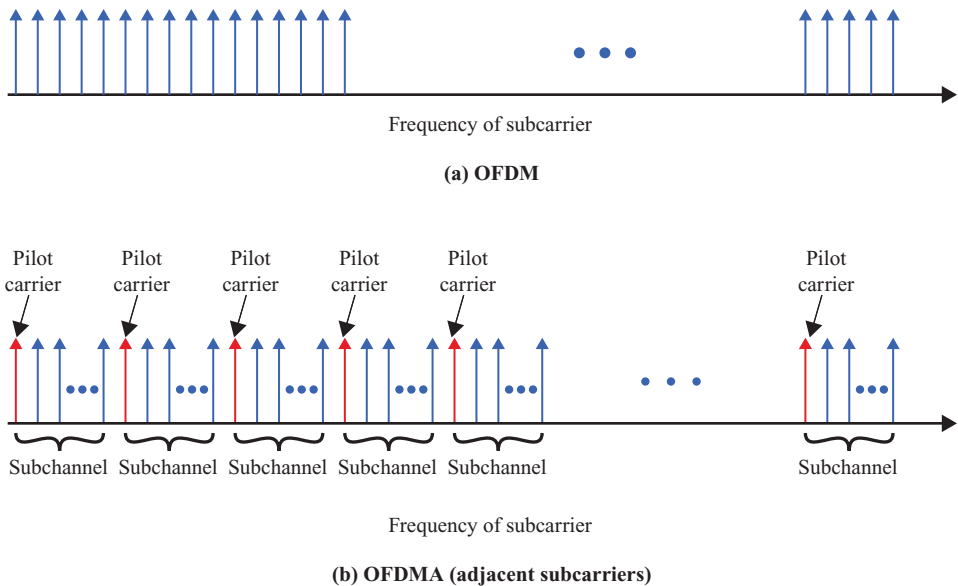 Frequency of subcarrier
(a) OFDM
Pilot
carrier
Pilot
carrier
Pilot
carrier
Pilot
carrier
Pilot
carrier
Pilot
carrier
Subchannel
Subchannel
Subchannel
Subchannel
Subchannel
Subchannel
Frequency of subcarrier
(b) OFDMA (adjacent subcarriers)